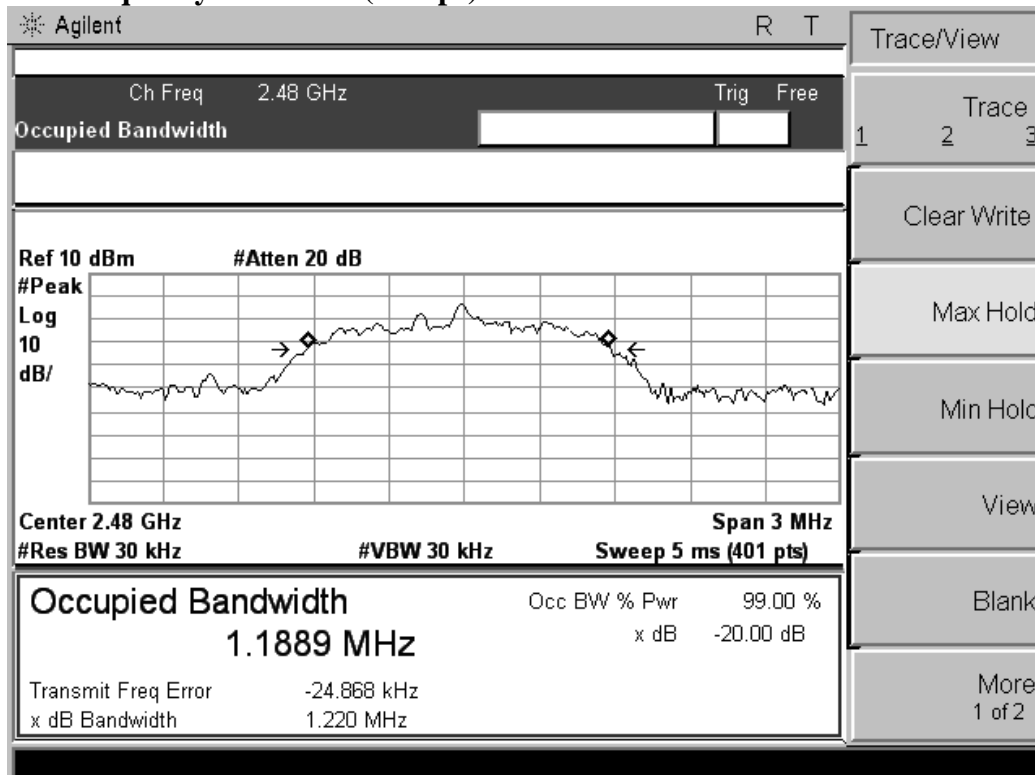 Agilent R T
Trace/View
Ch Freq 2.48 GHz Trig Free
Occupied Bandwidth
Trace
1 2 3
Clear Write
Ref 10 dBm #Atten 20 dB
#Peak
Log
10
dB/
Max Hold
Min Hold
View
Center 2.48 GHz Span 3 MHz
#Res BW 30 kHz #VBW 30 kHz Sweep 5 ms (401 pts)
Occupied Bandwidth
1.1889 MHz
Occ BW % Pwr 99.00 %
x dB -20.00 dB
Transmit Freq Error -24.868 kHz
x dB Bandwidth 1.220 MHz
Blank
More
1 of 2